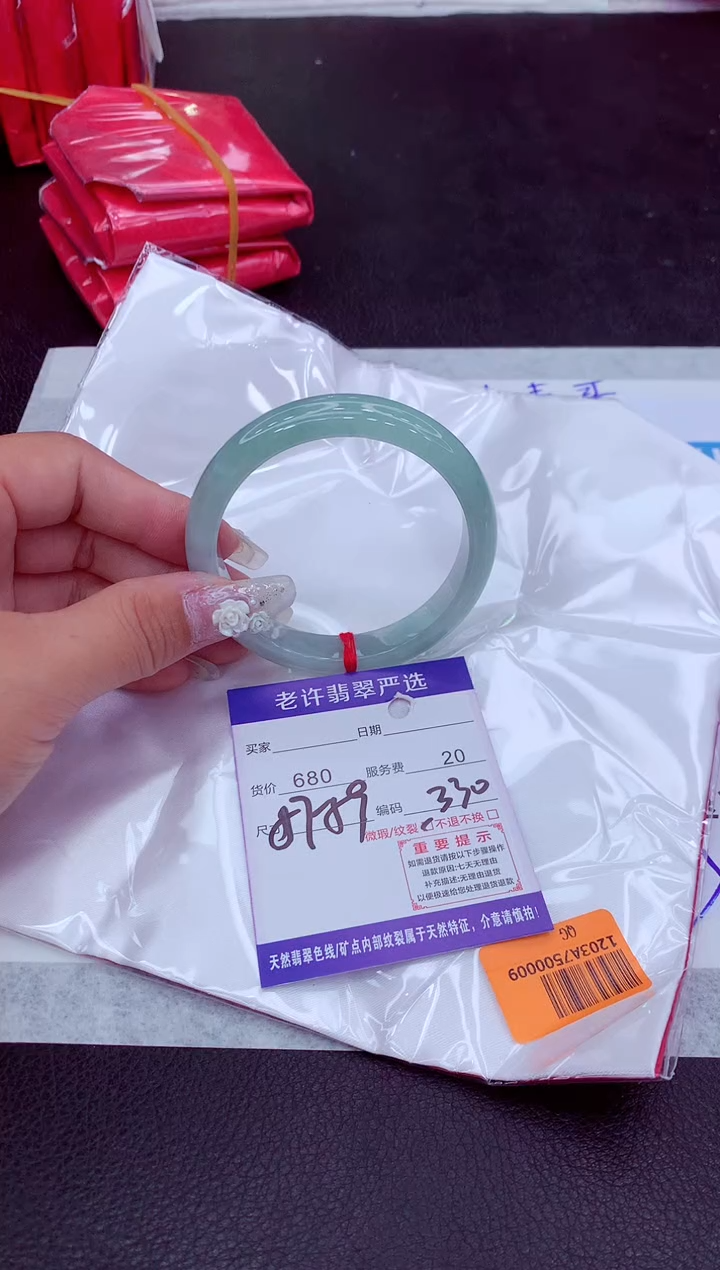 老许翡翠严选
买家 日期
货价 680 服务费 20
尺 8789 编码 330
微瑕/纹裂 不退不换
重要提示
如需退货请按以下步骤操作
退款原因:七天无理由
补充描述:无理由退货
以便极速给您处理退货退款
天然翡翠色线/矿点内部纹裂属于天然特征，介意请慎拍！
QG
1203A7500009